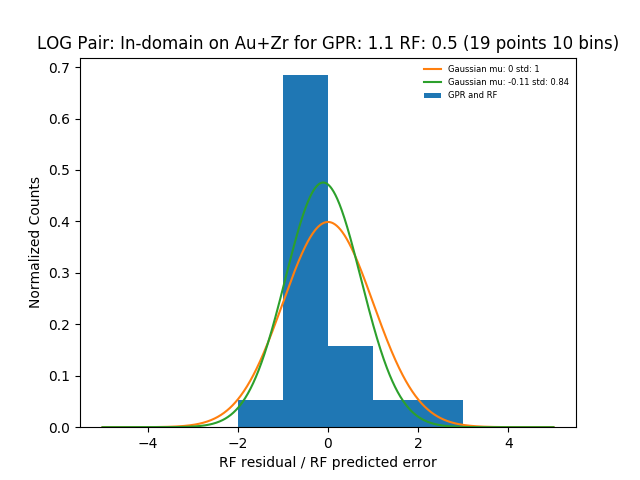 LOG Pair: In-domain on Au+Zr for GPR: 1.1 RF: 0.5 (19 points 10 bins)
Gaussian mu: 0 std: 1
Gaussian mu: -0.11 std: 0.84
GPR and RF
Normalized Counts
0.7
0.6
0.5
0.4
0.3
0.2
0.1
0.0
−4 −2 0 2 4
RF residual / RF predicted error